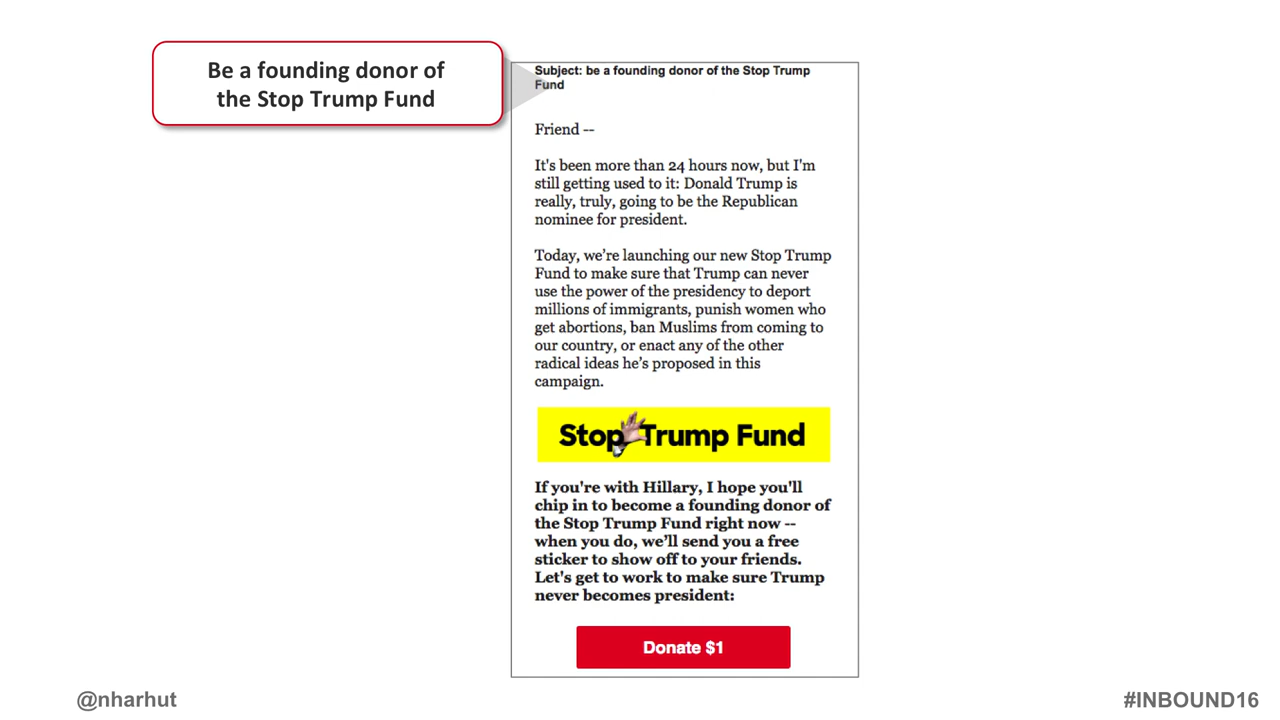 Be a founding donor of
the Stop Trump Fund
Subject: be a founding donor of the Stop Trump
Fund
Friend --
It's been more than 24 hours now, but I'm
still getting used to it: Donald Trump is
really, truly, going to be the Republican
nominee for president.
Today, we're launching our new Stop Trump
Fund to make sure that Trump can never
use the power of the presidency to deport
millions of immigrants, punish women who
get abortions, ban Muslims from coming to
our country, or enact any of the other
radical ideas he's proposed in this
campaign.
Stop Trump Fund
If you're with Hillary, I hope you'll
chip in to become a founding donor of
the Stop Trump Fund right now --
when you do, we'll send you a free
sticker to show off to your friends.
Let's get to work to make sure Trump
never becomes president:
Donate $1
@nharhut
#INBOUND16